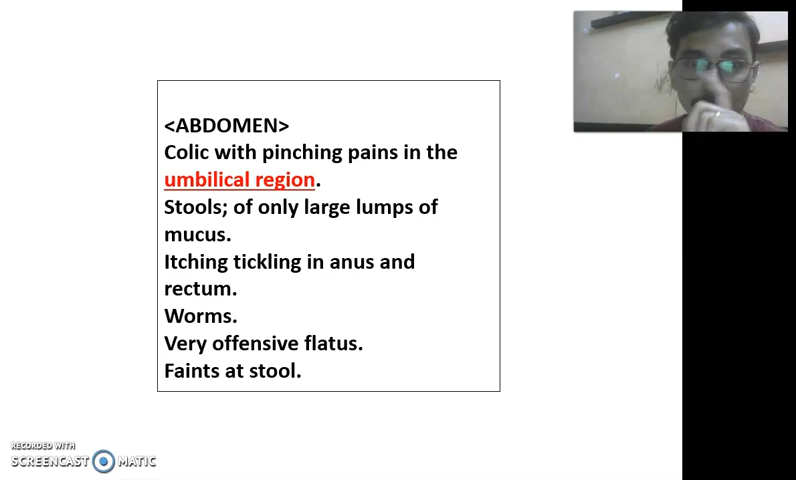 <ABDOMEN>
Colic with pinching pains in the
umbilical region.
Stools; of only large lumps of
mucus.
Itching tickling in anus and
rectum.
Worms.
Very offensive flatus.
Faints at stool.
RECORDED WITH
SCREENCAST MATIC